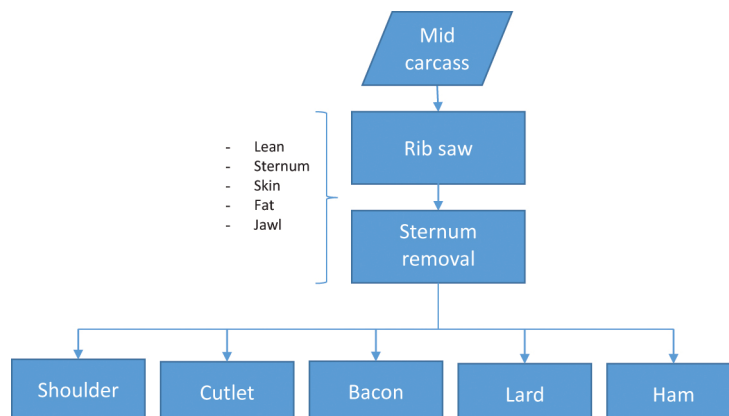 Mid
carcass
Rib saw
- Lean
- Sternum
- Skin
- Fat
- Jawl
Sternum
removal
Shoulder
Cutlet
Bacon
Lard
Ham